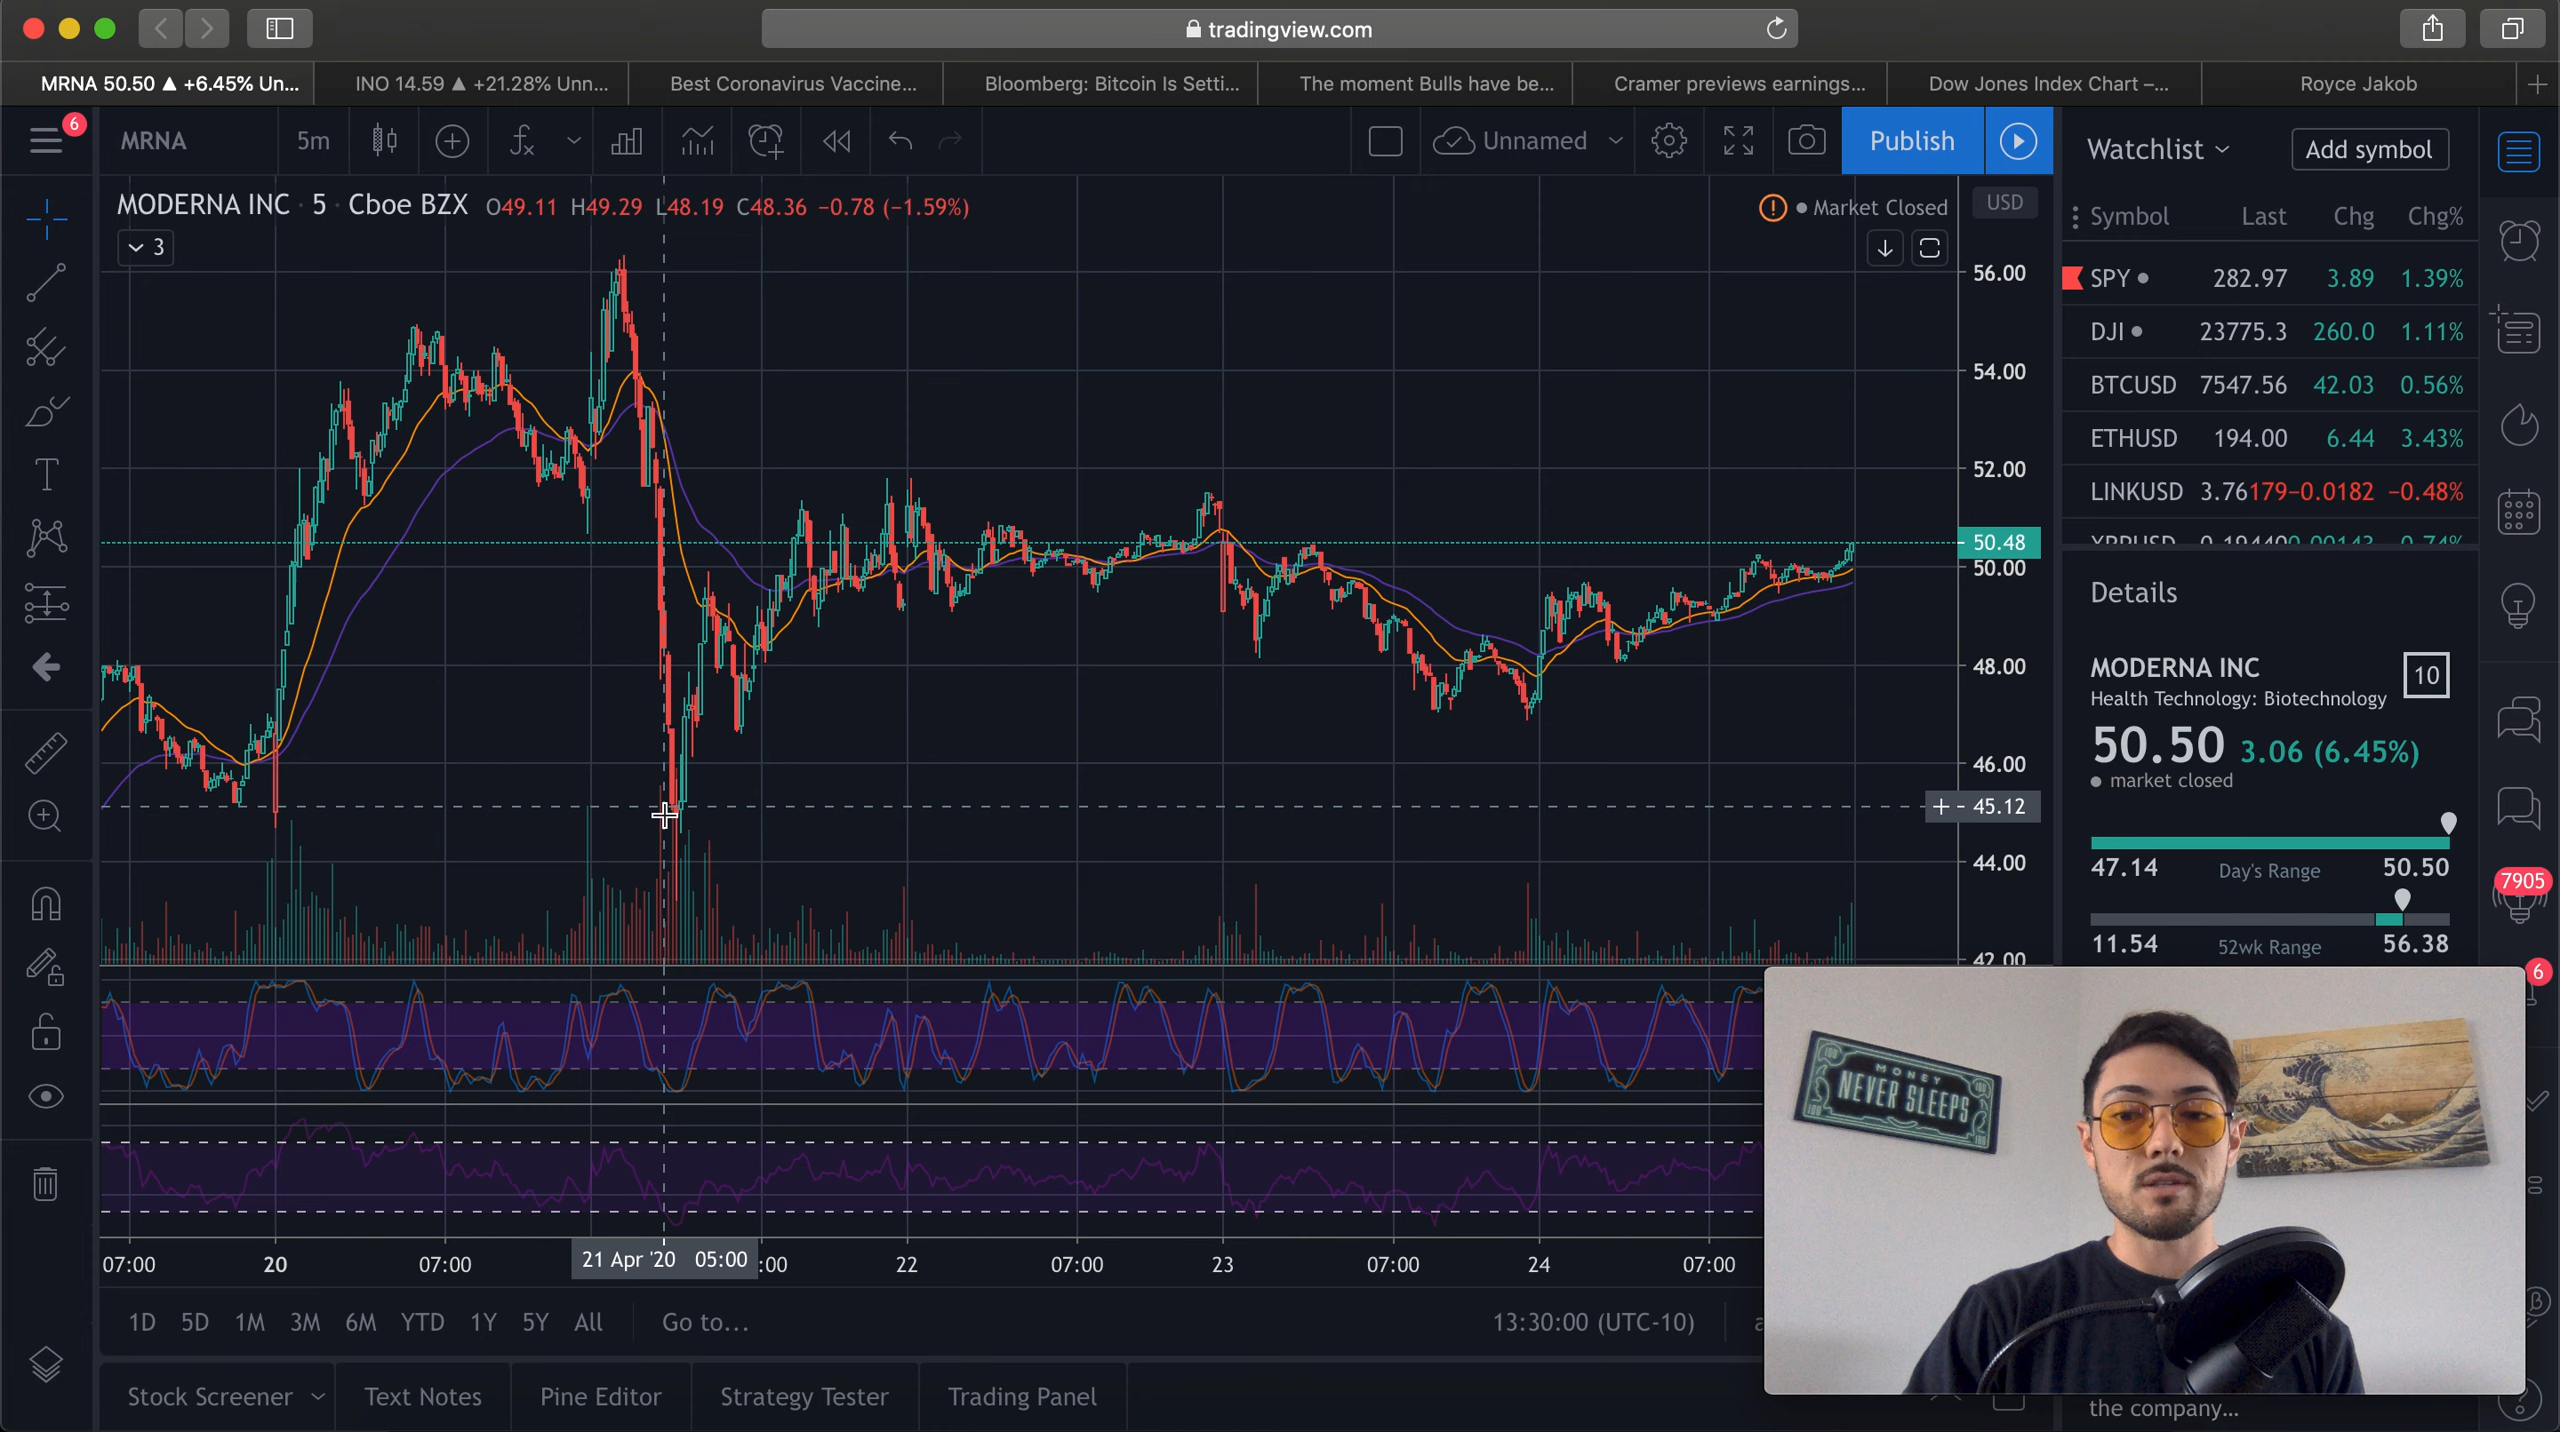 tradingview.com
MRNA 50.50 ▲ +6.45% Un...
INO 14.59 ▲ +21.28% Unn...
Best Coronavirus Vaccine...
Bloomberg: Bitcoin Is Setti...
The moment Bulls have be...
Cramer previews earnings...
Dow Jones Index Chart –...
Royce Jakob
6
MRNA
5m
Unnamed
Publish
Watchlist
Add symbol
MODERNA INC · 5 · Cboe BZX O49.11 H49.29 L48.19 C48.36 −0.78 (−1.59%)
3
Market Closed
USD
Symbol Last Chg Chg%
SPY 282.97 3.89 1.39%
DJI 23775.3 260.0 1.11%
BTCUSD 7547.56 42.03 0.56%
ETHUSD 194.00 6.44 3.43%
LINKUSD 3.76179 −0.0182 −0.48%
56.00
54.00
52.00
50.48
50.00
48.00
46.00
45.12
44.00
42.00
Details
MODERNA INC
10
Health Technology: Biotechnology
50.50 3.06 (6.45%)
market closed
47.14 Day's Range 50.50
11.54 52wk Range 56.38
7905
6
MONEY
NEVER SLEEPS
07:00 20 07:00 21 Apr '20 05:00 :00 22 07:00 23 07:00 24 07:00
1D 5D 1M 3M 6M YTD 1Y 5Y All Go to...
13:30:00 (UTC-10)
Stock Screener Text Notes Pine Editor Strategy Tester Trading Panel
the company...